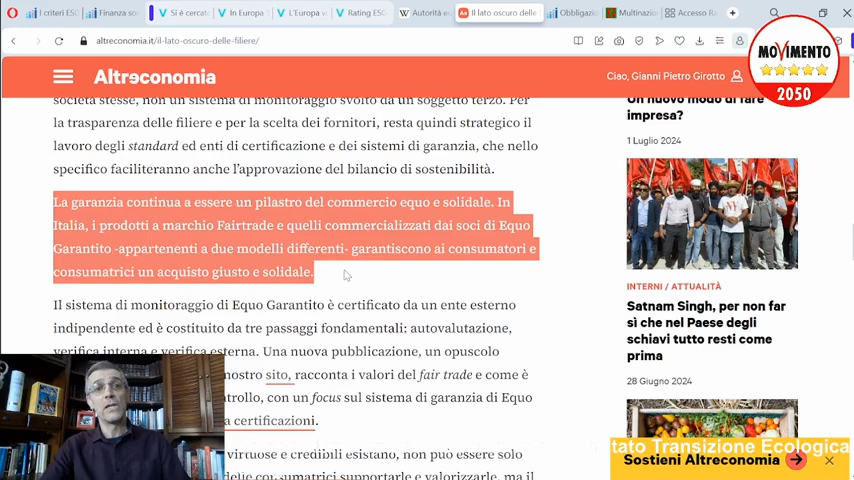 I criteri ES
Finanza sos
Si è cercato
In Europa
L'Europa v
Rating ESG
Autorità eu
Il lato oscuro delle
Obbligazio
Multinazio
Accesso Ra
altreconomia.it/il-lato-oscuro-delle-filiere/
MOVIMENTO
2050
Altreconomia
Ciao, Gianni Pietro Girotto
società stesse, non un sistema di monitoraggio svolto da un soggetto terzo. Per
la trasparenza delle filiere e per la scelta dei fornitori, resta quindi strategico il
lavoro degli standard ed enti di certificazione e dei sistemi di garanzia, che nello
specifico faciliteranno anche l'approvazione del bilancio di sostenibilità.
La garanzia continua a essere un pilastro del commercio equo e solidale. In
Italia, i prodotti a marchio Fairtrade e quelli commercializzati dai soci di Equo
Garantito -appartenenti a due modelli differenti- garantiscono ai consumatori e
consumatrici un acquisto giusto e solidale.
Il sistema di monitoraggio di Equo Garantito è certificato da un ente esterno
indipendente ed è costituito da tre passaggi fondamentali: autovalutazione,
verifica interna e verifica esterna. Una nuova pubblicazione, un opuscolo
nostro sito, racconta i valori del fair trade e come è
trollo, con un focus sul sistema di garanzia di Equo
a certificazioni.
virtuose e credibili esistano, non può essere solo
delle consumatrici supportarle e valorizzarle, ma il
Un nuovo modo di fare
impresa?
1 Luglio 2024
INTERNI / ATTUALITÀ
Satnam Singh, per non far
sì che nel Paese degli
schiavi tutto resti come
prima
28 Giugno 2024
tato Transizione Ecologica
Sostieni Altreconomia